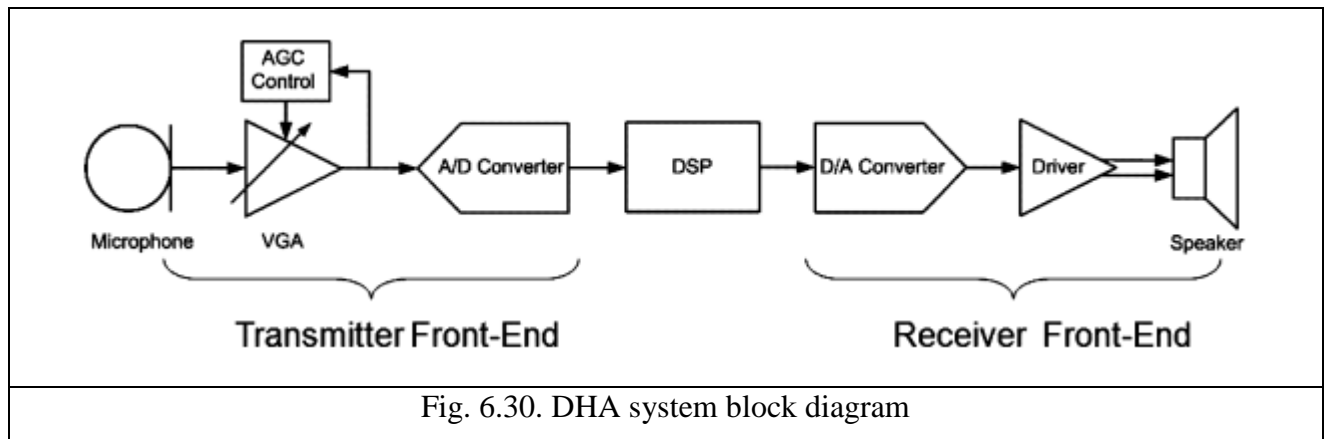 AGC
Control
A/D Converter
DSP
D/A Converter
Driver
Microphone
VGA
Speaker
Transmitter Front-End
Receiver Front-End
Fig. 6.30. DHA system block diagram